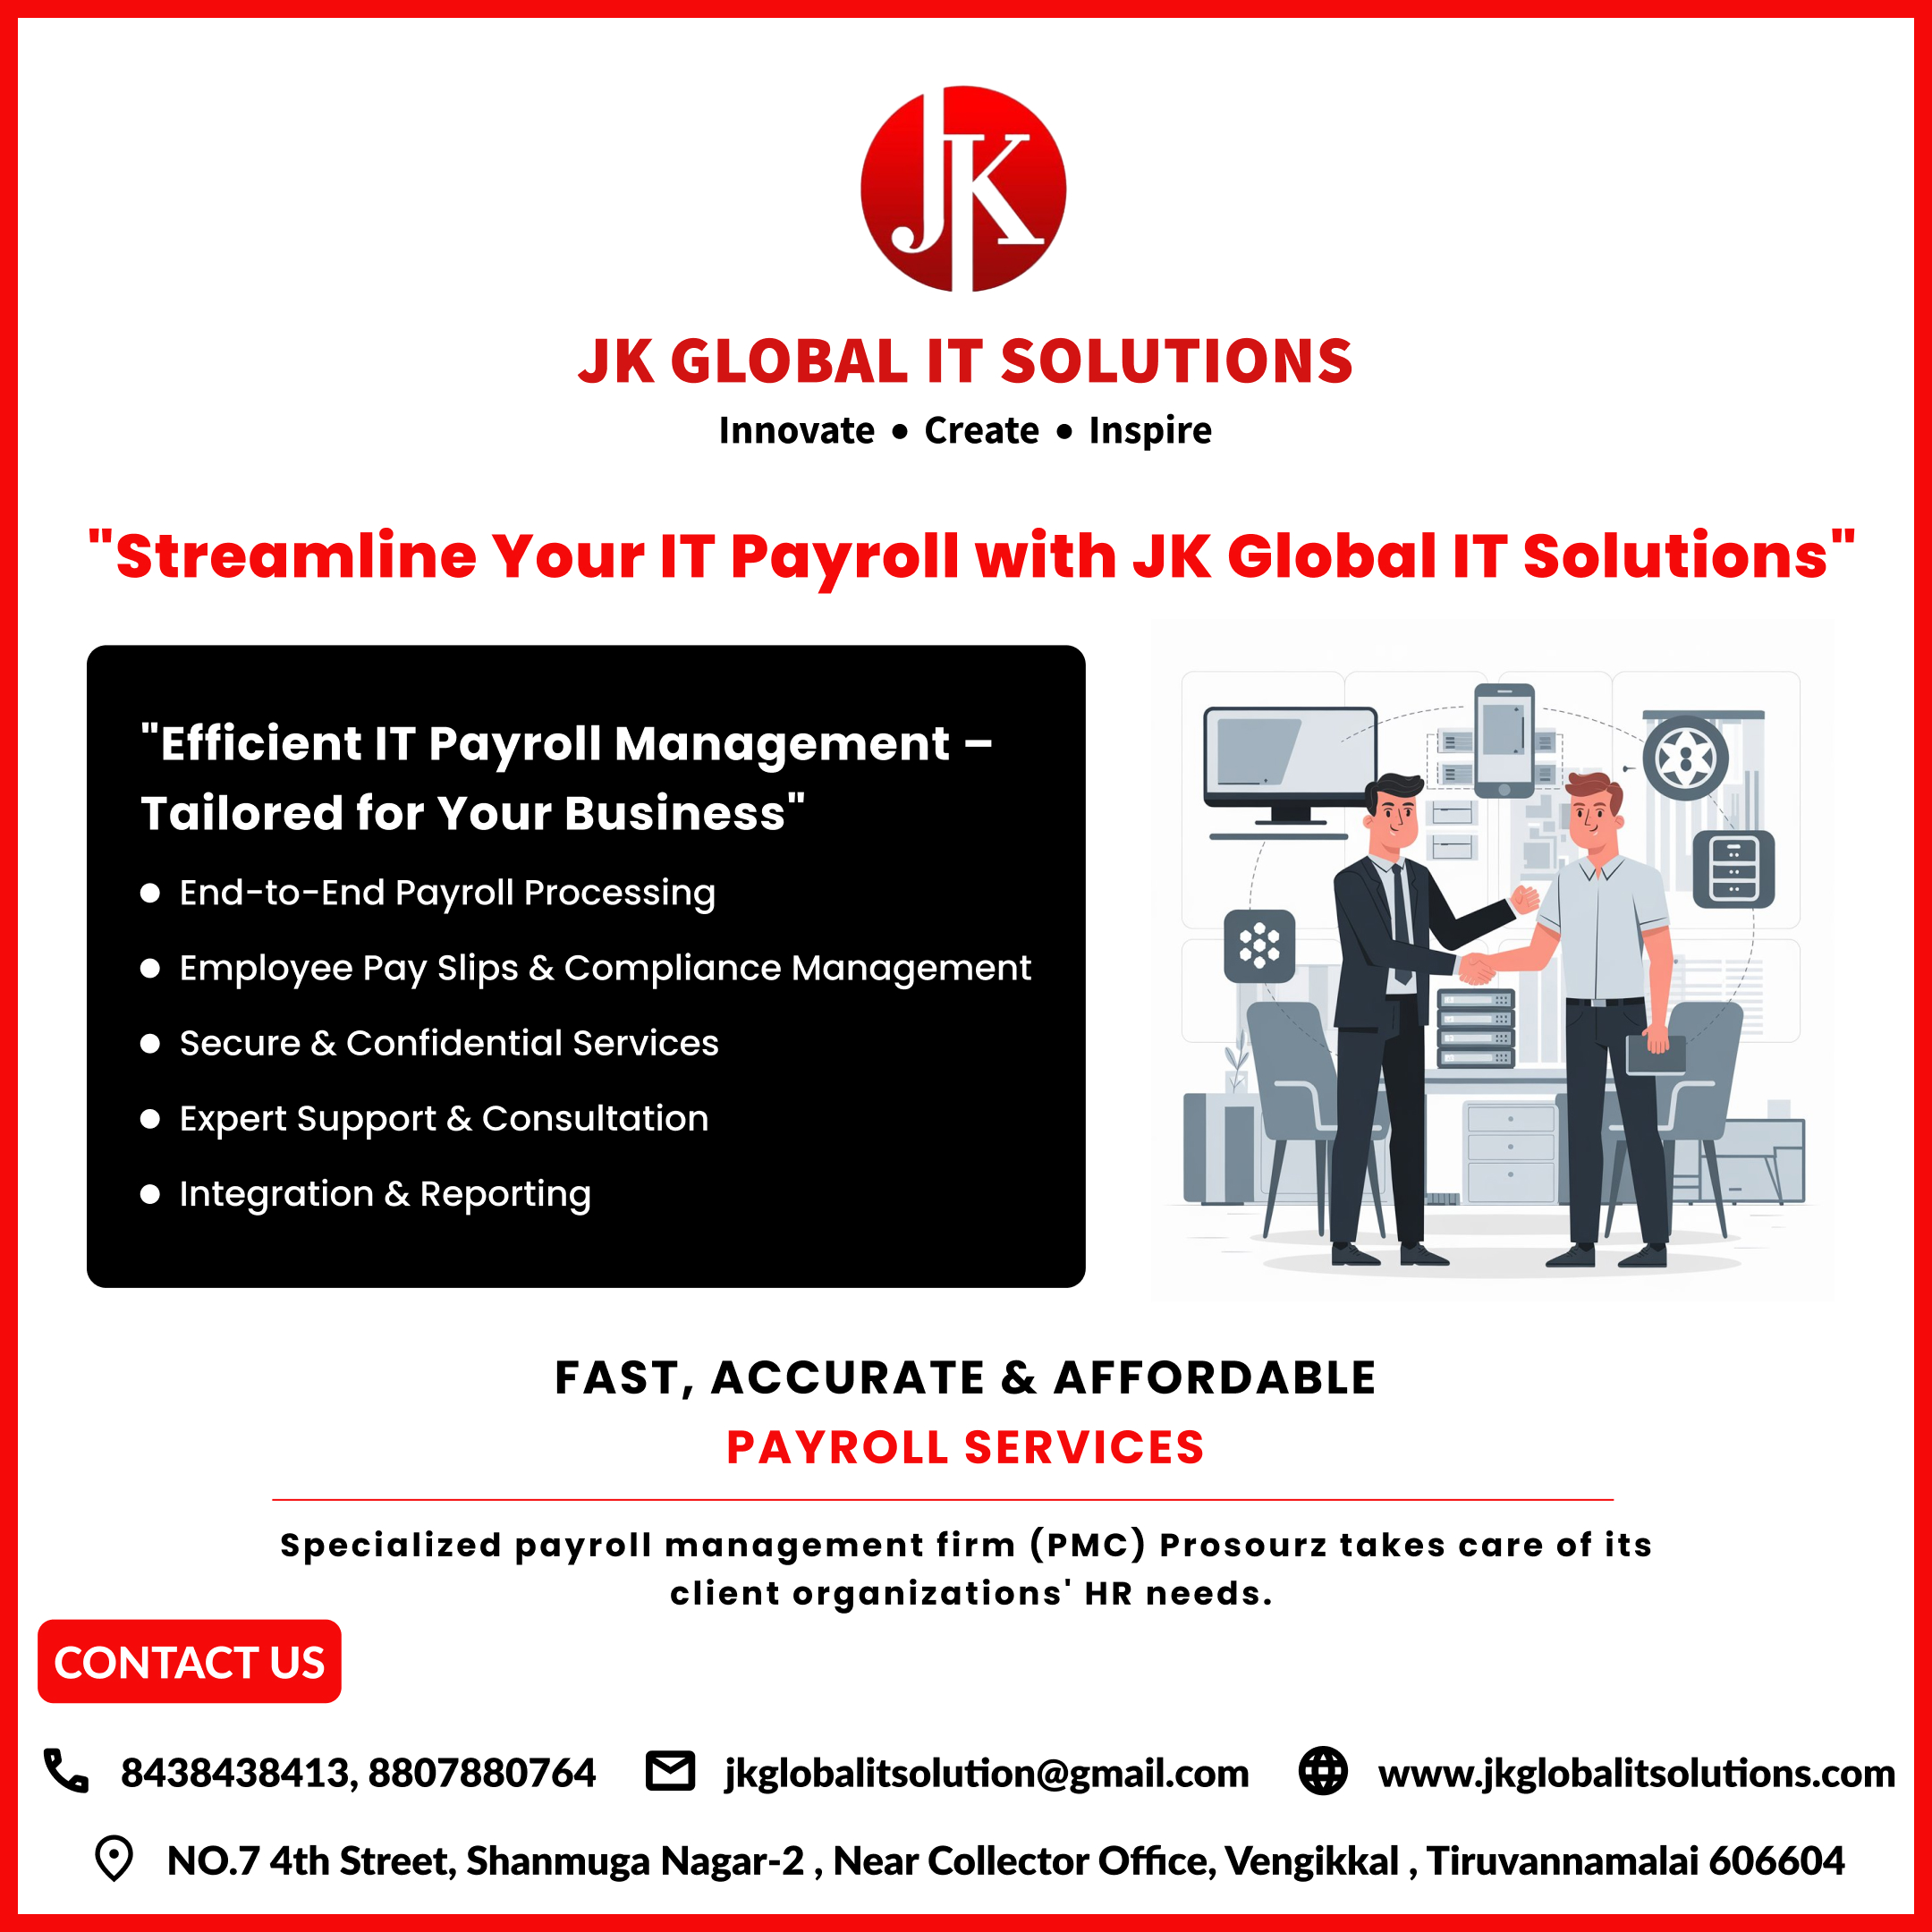 JK
JK GLOBAL IT SOLUTIONS
Innovate • Create • Inspire
"Streamline Your IT Payroll with JK Global IT Solutions"
"Efficient IT Payroll Management –
Tailored for Your Business"
• End-to-End Payroll Processing
• Employee Pay Slips & Compliance Management
• Secure & Confidential Services
• Expert Support & Consultation
• Integration & Reporting
FAST, ACCURATE & AFFORDABLE
PAYROLL SERVICES
Specialized payroll management firm (PMC) Prosourz takes care of its
client organizations' HR needs.
CONTACT US
8438438413, 8807880764
jkglobalitsolution@gmail.com
www.jkglobalitsolutions.com
NO.7 4th Street, Shanmuga Nagar-2 , Near Collector Office, Vengikkal , Tiruvannamalai 606604